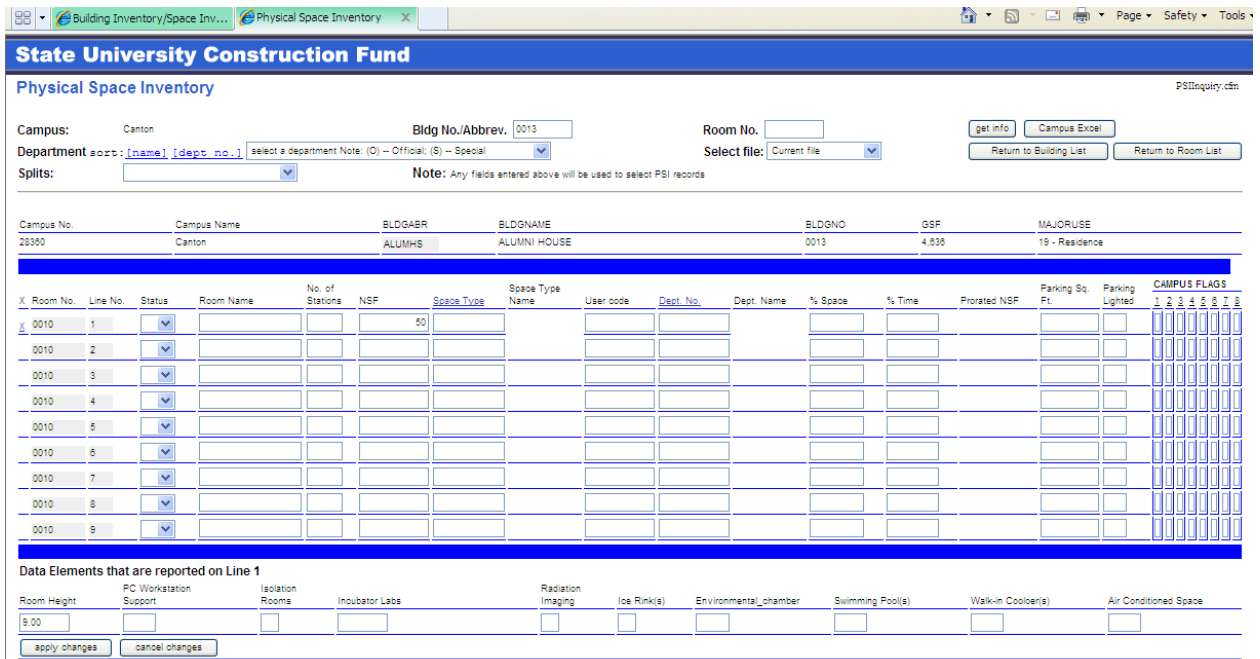 Building Inventory/Space Inv... Physical Space Inventory X Page Safety Tools
State University Construction Fund
Physical Space Inventory PSIInquiry.cfm
Campus: Canton Bldg No./Abbrev. 0013 Room No. get info Campus Excel
Department sort: [name] [dept no.] select a department Note: (O) -- Official; (S) -- Special Select file: Current file Return to Building List Return to Room List
Splits: Note: Any fields entered above will be used to select PSI records
Campus No. Campus Name BLDGABR BLDGNAME BLDGNO GSF MAJORUSE
28360 Canton ALUMHS ALUMNI HOUSE 0013 4,636 19 - Residence
No. of Space Type Parking Sq. Parking CAMPUS FLAGS
X Room No. Line No. Status Room Name Stations NSF Space Type Name User code Dept. No. Dept. Name % Space % Time Prorated NSF Ft. Lighted 1 2 3 4 5 6 7 8
X 0010 1 50
0010 2
0010 3
0010 4
0010 5
0010 6
0010 7
0010 8
0010 9
Data Elements that are reported on Line 1
PC Workstation Isolation Radiation
Room Height Support Rooms Incubator Labs Imaging Ice Rink(s) Environmental_chamber Swimming Pool(s) Walk-in Cooloer(s) Air Conditioned Space
9.00
apply changes cancel changes